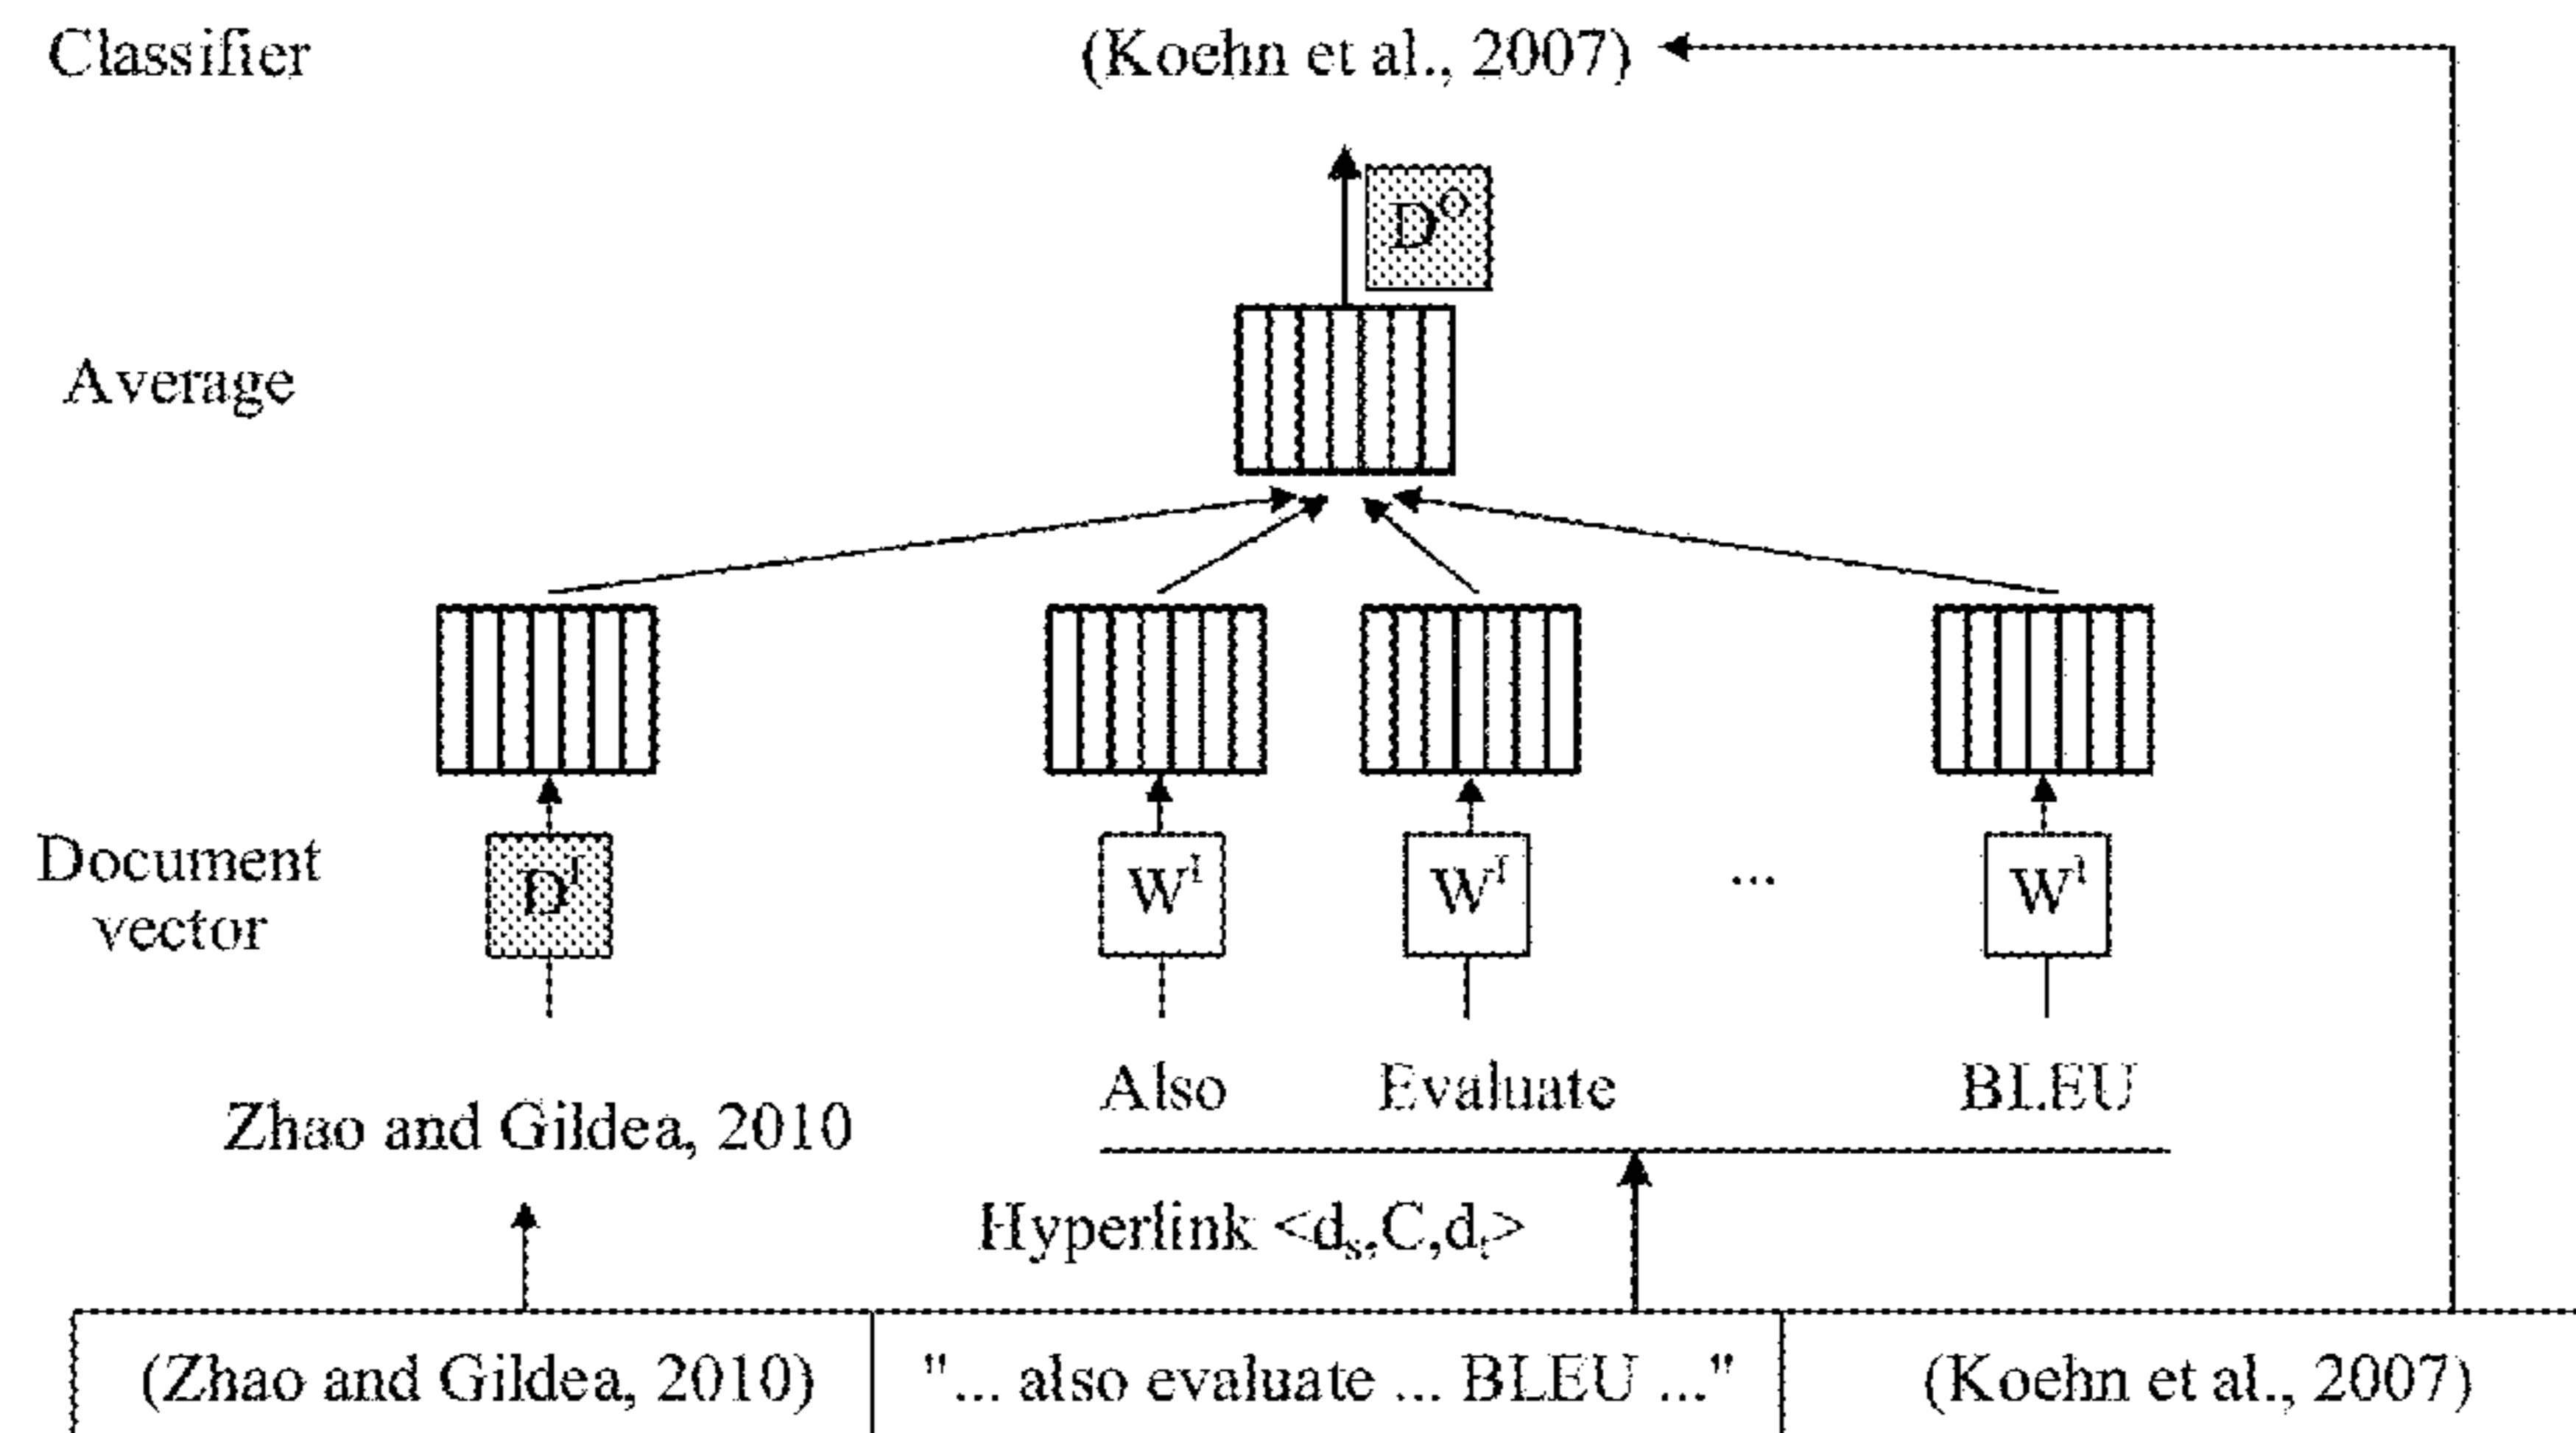 Classifier
(Koehn et al., 2007)
D^O
Average
Document
vector
D^I
W^I
W^I
...
W^I
Zhao and Gildea, 2010
Also
Evaluate
BLEU
Hyperlink <d_s,C,d_t>
(Zhao and Gildea, 2010)
"... also evaluate ... BLEU ..."
(Koehn et al., 2007)